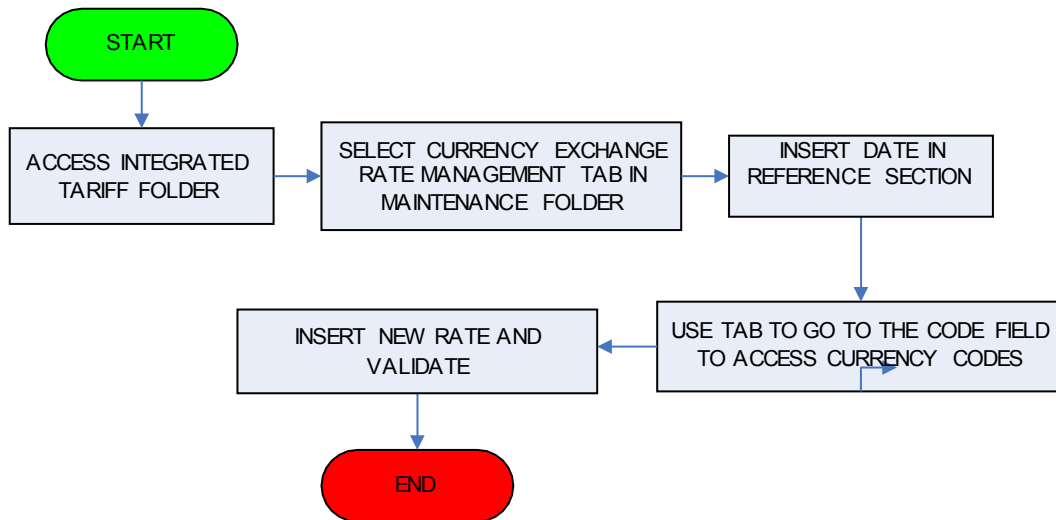 START
ACCESS INTEGRATED
TARIFF FOLDER
SELECT CURRENCY EXCHANGE
RATE MANAGEMENT TAB IN
MAINTENANCE FOLDER
INSERT DATE IN
REFERENCE SECTION
USE TAB TO GO TO THE CODE FIELD
TO ACCESS CURRENCY CODES
INSERT NEW RATE AND
VALIDATE
END